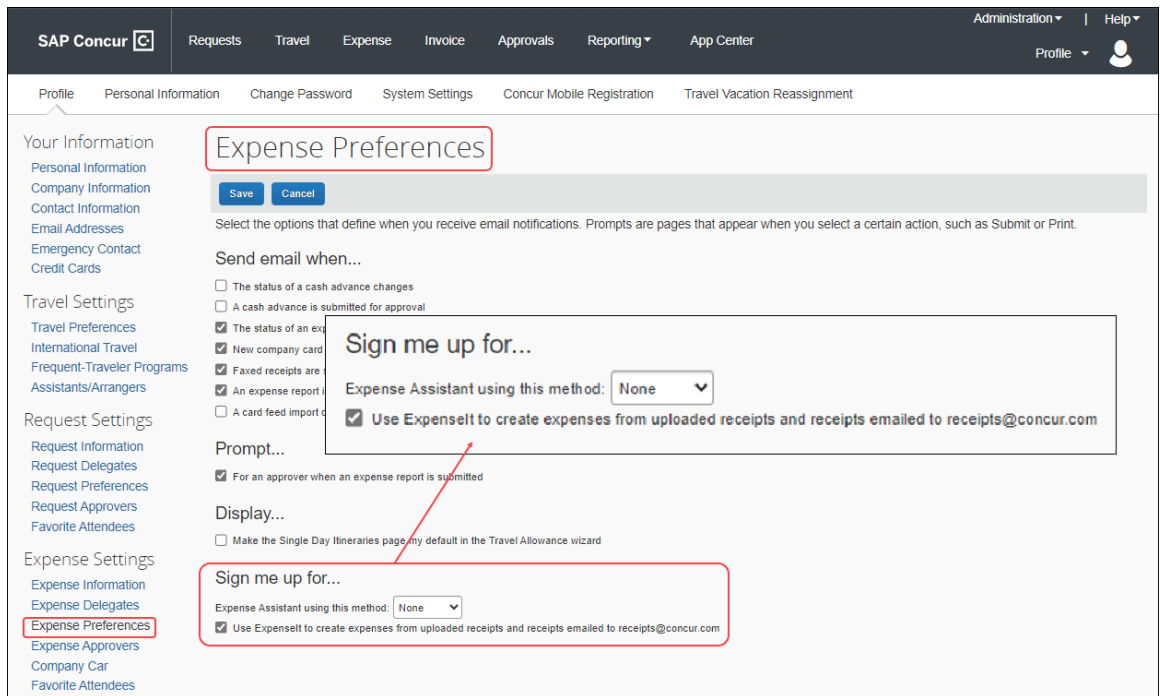 Administration | Help
SAP Concur C Requests Travel Expense Invoice Approvals Reporting App Center
Profile
Profile Personal Information Change Password System Settings Concur Mobile Registration Travel Vacation Reassignment
Your Information
Personal Information
Company Information
Contact Information
Email Addresses
Emergency Contact
Credit Cards
Travel Settings
Travel Preferences
International Travel
Frequent-Traveler Programs
Assistants/Arrangers
Request Settings
Request Information
Request Delegates
Request Preferences
Request Approvers
Favorite Attendees
Expense Settings
Expense Information
Expense Delegates
Expense Preferences
Expense Approvers
Company Car
Favorite Attendees
Expense Preferences
Save Cancel
Select the options that define when you receive email notifications. Prompts are pages that appear when you select a certain action, such as Submit or Print.
Send email when...
The status of a cash advance changes
A cash advance is submitted for approval
The status of an exp
New company card
Faxed receipts are
An expense report
A card feed import
Sign me up for...
Expense Assistant using this method: None
Use ExpenseIt to create expenses from uploaded receipts and receipts emailed to receipts@concur.com
Prompt...
For an approver when an expense report is submitted
Display...
Make the Single Day Itineraries page my default in the Travel Allowance wizard
Sign me up for...
Expense Assistant using this method: None
Use ExpenseIt to create expenses from uploaded receipts and receipts emailed to receipts@concur.com